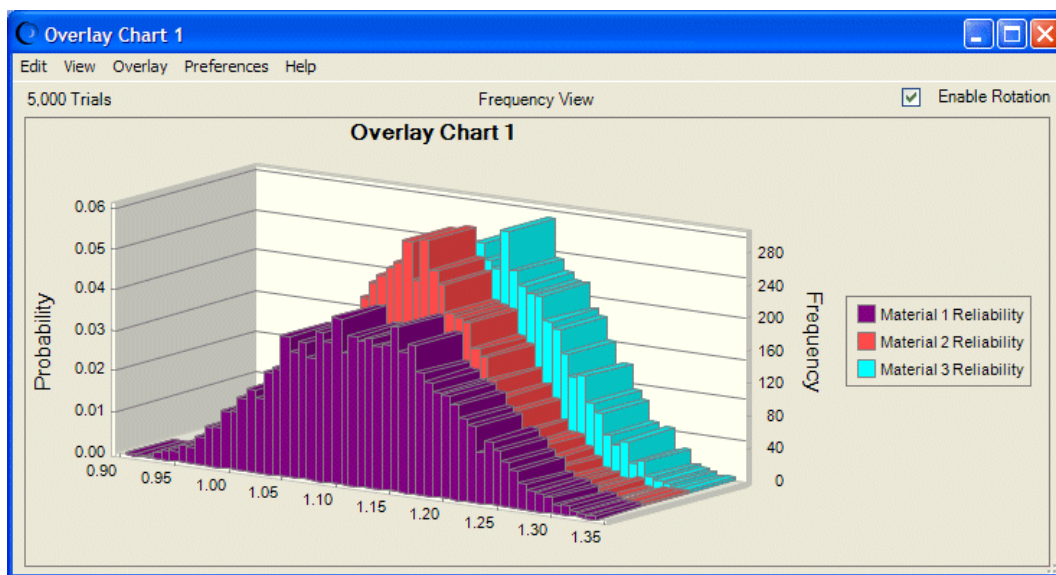 Overlay Chart 1
Edit View Overlay Preferences Help
5,000 Trials Frequency View Enable Rotation
Overlay Chart 1
Probability
0.06
0.05
0.04
0.03
0.02
0.01
0.00
0.90 0.95 1.00 1.05 1.10 1.15 1.20 1.25 1.30 1.35
280
240
200
160
120
80
40
0
Frequency
Material 1 Reliability
Material 2 Reliability
Material 3 Reliability